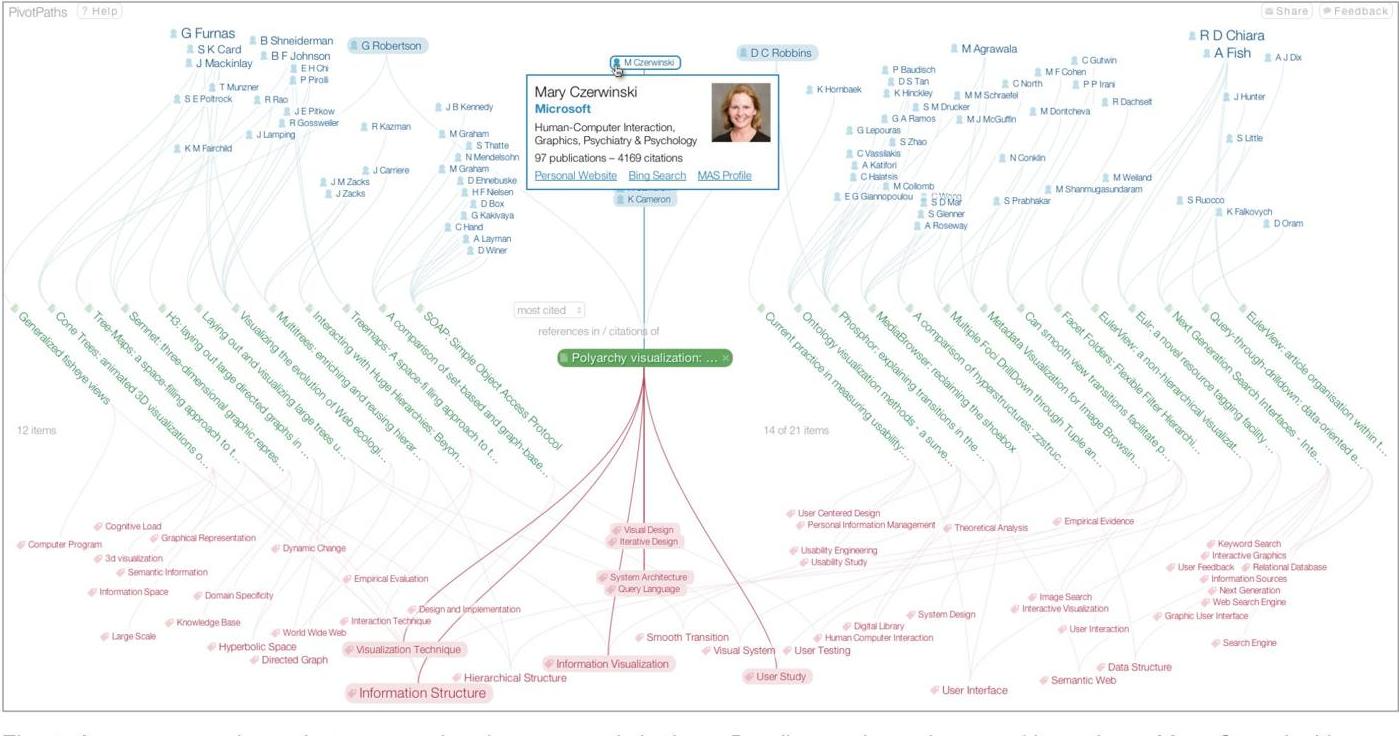 PivotPaths
? Help
Share
Feedback
G Furnas
S K Card
J Mackinlay
B Shneiderman
B F Johnson
E H Chi
P Pirolli
T Munzner
S E Poltrock
R Rao
J E Pitkow
R Gossweiler
J Lamping
K M Fairchild
G Robertson
R Kazman
J Carriere
J M Zacks
J Zacks
J B Kennedy
M Graham
S Thatte
N Mendelsohn
M Graham
D Ehnebuske
H F Nielsen
D Box
G Kakivaya
C Hand
A Layman
D Winer
M Czerwinski
Mary Czerwinski
Microsoft
Human-Computer Interaction,
Graphics, Psychiatry & Psychology
97 publications – 4169 citations
Personal Website
Bing Search
MAS Profile
K Cameron
D C Robbins
K Hornbaek
P Baudisch
D S Tan
K Hinckley
S M Drucker
G A Ramos
G Lepouras
S Zhao
C Vassilakis
A Katifori
C Halatsis
M Collomb
E G Giannopoulou
S D Mar
S Glenner
A Roseway
M Agrawala
C Gutwin
M F Cohen
C North
P P Irani
M M Schraefel
R Dachselt
M Dontcheva
M J McGuffin
N Conklin
M Weiland
M Shanmugasundaram
S Prabhakar
R D Chiara
A Fish
A J Dix
J Hunter
S Little
S Ruocco
K Falkovych
D Oram
most cited
references in / citations of
Polyarchy visualization: ... ×
12 items
14 of 21 items
Generalized fisheye views
Cone Trees: animated 3D visualizations o...
Tree-Maps: a space-filling approach to t...
Semnet: three-dimensional graphic repres...
H3: laying out large directed graphs in ...
Laying out and visualizing large trees u...
Visualizing the evolution of Web ecologi...
Multitrees: enriching and reusing hierar...
Interacting with Huge Hierarchies: Beyon...
Treemaps: A space-filling approach to t...
A comparison of set-based and graph-base...
SOAP: Simple Object Access Protocol
Current practice in measuring usability:...
Ontology visualization methods - a surve...
Phosphor: explaining transitions in the ...
MediaBrowser: reclaiming the shoebox
A comparison of hyperstructures: zzstruc...
Multiple Foci Drill-Down through Tuple an...
Metadata Visualization for Image Browsin...
Can smooth view transitions facilitate p...
Facet Folders: Flexible Filter Hierarchi...
EulerView: a non-hierarchical visualizat...
Eulr: a novel resource tagging facility ...
Next Generation Search Interfaces - Inte...
Query-through-drilldown: data-oriented e...
EulerView: article organisation within t...
Cognitive Load
Graphical Representation
Computer Program
3d visualization
Semantic Information
Information Space
Domain Specificity
Knowledge Base
Large Scale
Dynamic Change
Empirical Evaluation
Design and Implementation
Interaction Technique
World Wide Web
Hyperbolic Space
Directed Graph
Visualization Technique
Hierarchical Structure
Information Structure
Visual Design
Iterative Design
System Architecture
Query Language
Smooth Transition
Visual System
Information Visualization
User Study
User Testing
User Centered Design
Personal Information Management
Theoretical Analysis
Empirical Evidence
Usability Engineering
Usability Study
System Design
Digital Library
Human Computer Interaction
Image Search
Interactive Visualization
User Interaction
Keyword Search
Interactive Graphics
User Feedback
Relational Database
Information Sources
Next Generation
Web Search Engine
Graphic User Interface
Search Engine
Data Structure
Semantic Web
User Interface